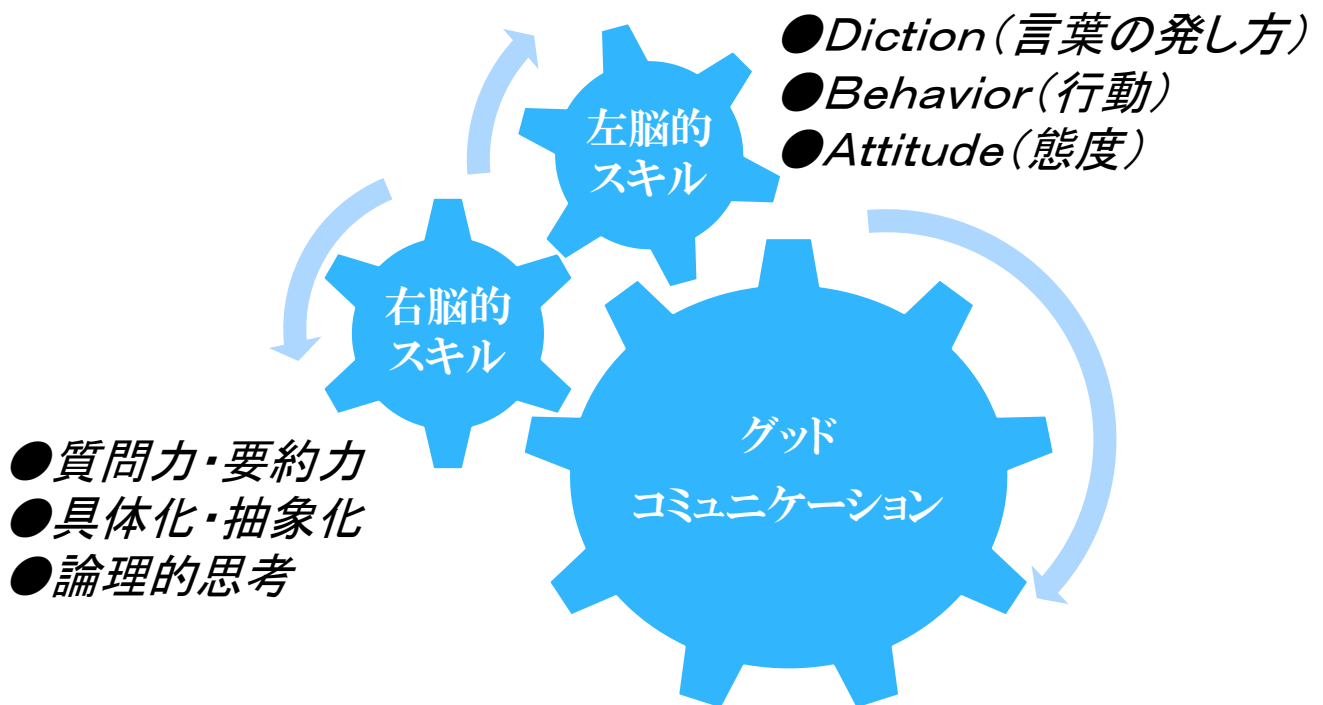 ●Diction（言葉の発し方）
●Behavior（行動）
●Attitude（態度）
左脳的
スキル
右脳的
スキル
●質問力・要約力
●具体化・抽象化
●論理的思考
グッド
コミュニケーション